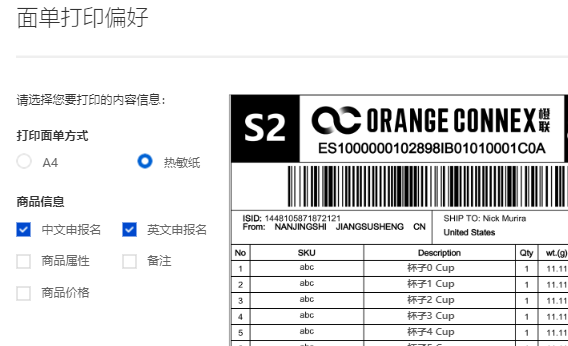 面单打印偏好
请选择您要打印的内容信息：
打印面单方式
A4 热敏纸
商品信息
中文申报名 英文申报名
商品属性 备注
商品价格
S2 ORANGE CONNEX 橙联
ES10000000102898IB01010001C0A
ISID: 1448105871872121 SHIP TO: Nick Murira
From: NANJINGSHI JIANGSUSHENG CN United States
No SKU Description Qty wt.(g)
1 abc 杯子0 Cup 1 11.11
2 abc 杯子1 Cup 1 11.11
3 abc 杯子2 Cup 1 11.11
4 abc 杯子3 Cup 1 11.11
5 abc 杯子4 Cup 1 11.11